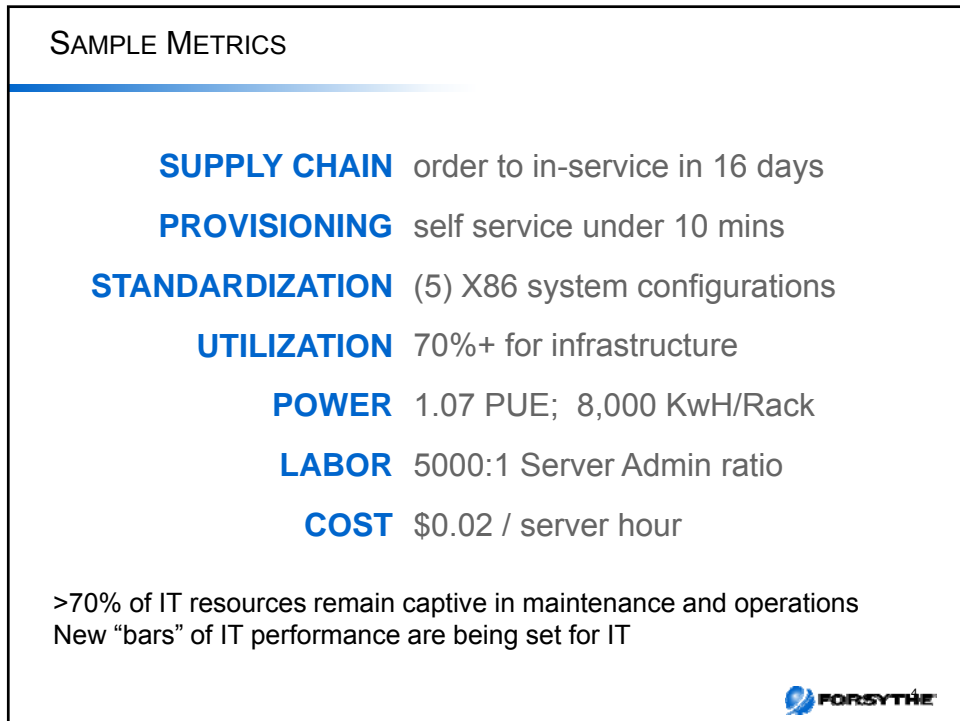 SAMPLE METRICS
SUPPLY CHAIN order to in-service in 16 days
PROVISIONING self service under 10 mins
STANDARDIZATION (5) X86 system configurations
UTILIZATION 70%+ for infrastructure
POWER 1.07 PUE; 8,000 KwH/Rack
LABOR 5000:1 Server Admin ratio
COST $0.02 / server hour
>70% of IT resources remain captive in maintenance and operations
New “bars” of IT performance are being set for IT
FORSYTHE
4